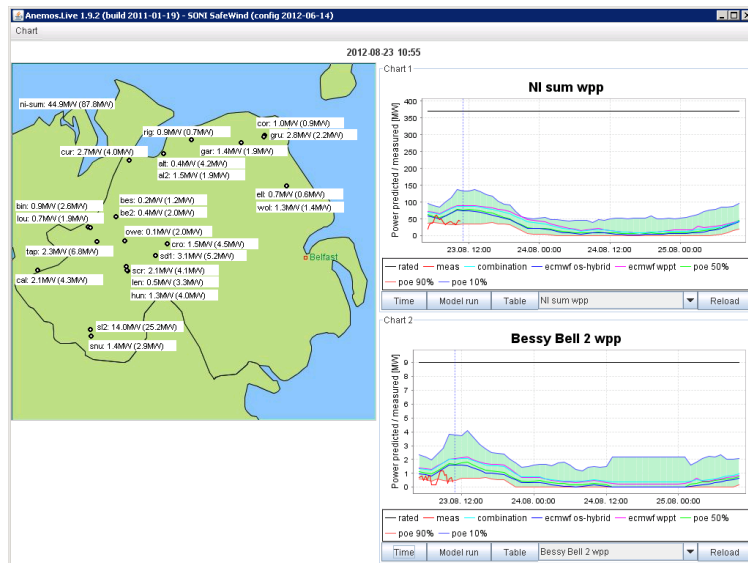 Anemos.Live 1.9.2 (build 2011-01-19) - SONI SafeWind (config 2012-06-14)
Chart
2012-08-23 10:55
ni-sum: 44.9MW (87.8MW)
cor: 1.0MW (0.9MW)
rig: 0.9MW (0.7MW)
gru: 2.8MW (2.2MW)
cur: 2.7MW (4.0MW)
gar: 1.4MW (1.9MW)
alt: 0.4MW (4.2MW)
al2: 1.5MW (1.9MW)
bin: 0.9MW (2.6MW)
bes: 0.2MW (1.2MW)
ell: 0.7MW (0.6MW)
lou: 0.7MW (1.9MW)
be2: 0.4MW (2.0MW)
wol: 1.3MW (1.4MW)
owe: 0.1MW (2.0MW)
tap: 2.3MW (6.8MW)
cro: 1.5MW (4.5MW)
sd1: 3.1MW (5.2MW)
Belfast
cal: 2.1MW (4.3MW)
scr: 2.1MW (4.1MW)
len: 0.5MW (3.3MW)
hun: 1.3MW (4.0MW)
sl2: 14.0MW (25.2MW)
snu: 1.4MW (2.9MW)
Chart 1
NI sum wpp
Power predicted / measured [MW]
400
350
300
250
200
150
100
50
0
23.08. 12:00 24.08. 00:00 24.08. 12:00 25.08. 00:00
rated meas combination ecmwf os-hybrid ecmwf wppt poe 50%
poe 90% poe 10%
Time Model run Table NI sum wpp Reload
Chart 2
Bessy Bell 2 wpp
Power predicted / measured [MW]
9
8
7
6
5
4
3
2
1
0
23.08. 12:00 24.08. 00:00 24.08. 12:00 25.08. 00:00
rated meas combination ecmwf os-hybrid ecmwf wppt poe 50%
poe 90% poe 10%
Time Model run Table Bessy Bell 2 wpp Reload